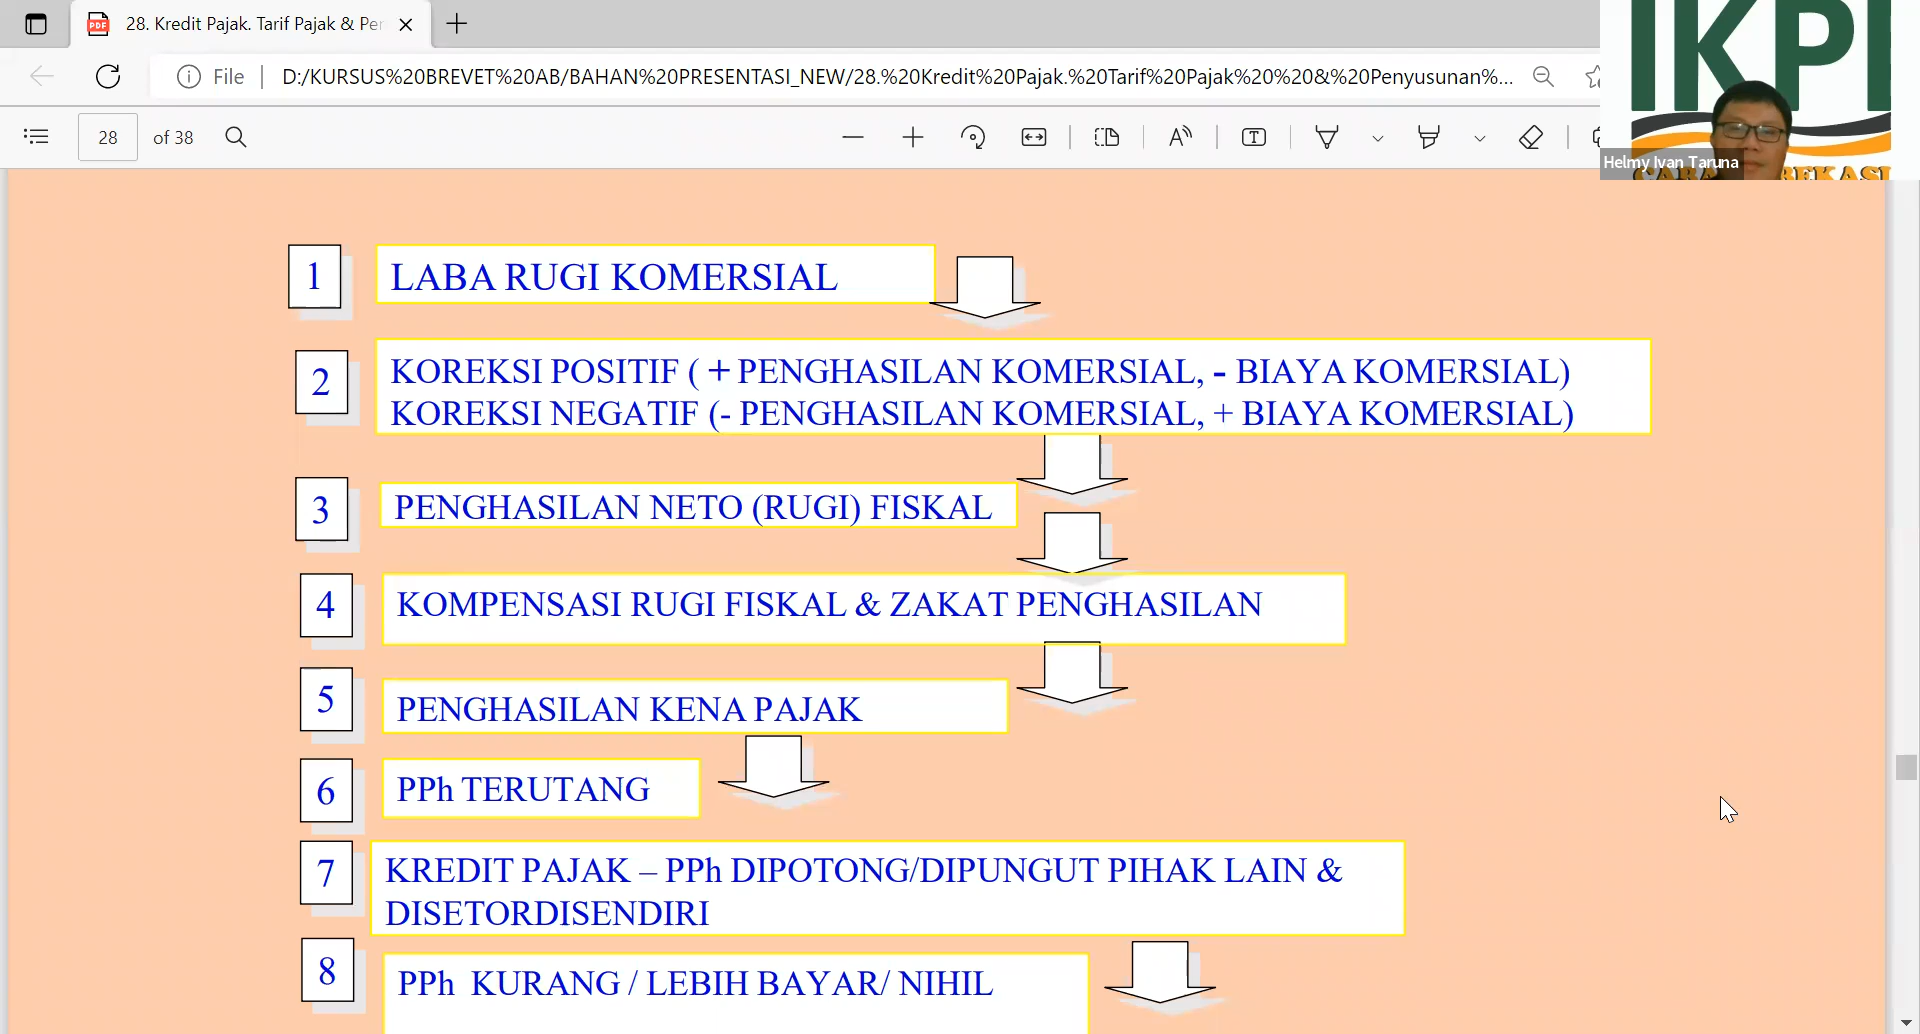 28. Kredit Pajak. Tarif Pajak & Per
File
D:/KURSUS%20BREVET%20AB/BAHAN%20PRESENTASI_NEW/28.%20Kredit%20Pajak.%20Tarif%20Pajak%20%20&%20Penyusunan%...
28 of 38
IKPI
Helmy Ivan Taruna
BEKASI
1
LABA RUGI KOMERSIAL
2
KOREKSI POSITIF ( + PENGHASILAN KOMERSIAL, - BIAYA KOMERSIAL)
KOREKSI NEGATIF (- PENGHASILAN KOMERSIAL, + BIAYA KOMERSIAL)
3
PENGHASILAN NETO (RUGI) FISKAL
4
KOMPENSASI RUGI FISKAL & ZAKAT PENGHASILAN
5
PENGHASILAN KENA PAJAK
6
PPh TERUTANG
7
KREDIT PAJAK – PPh DIPOTONG/DIPUNGUT PIHAK LAIN &
DISETORDISENDIRI
8
PPh KURANG / LEBIH BAYAR/ NIHIL